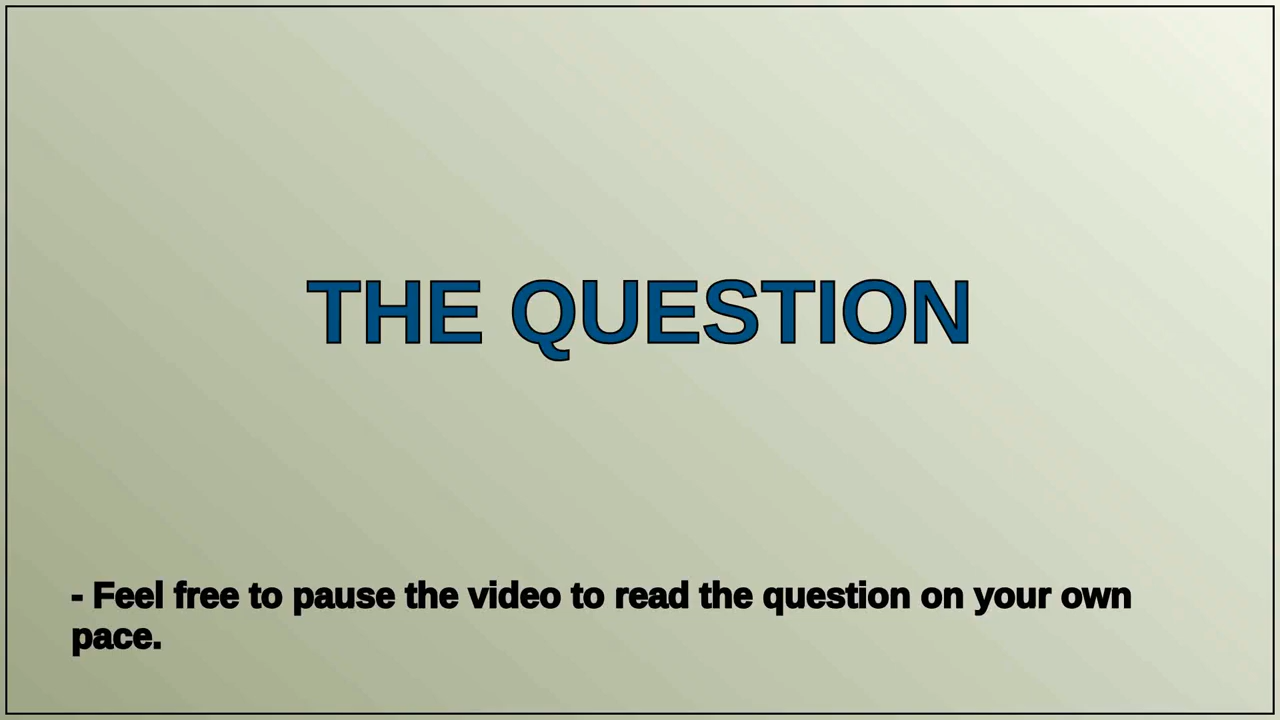 THE QUESTION
- Feel free to pause the video to read the question on your own
pace.